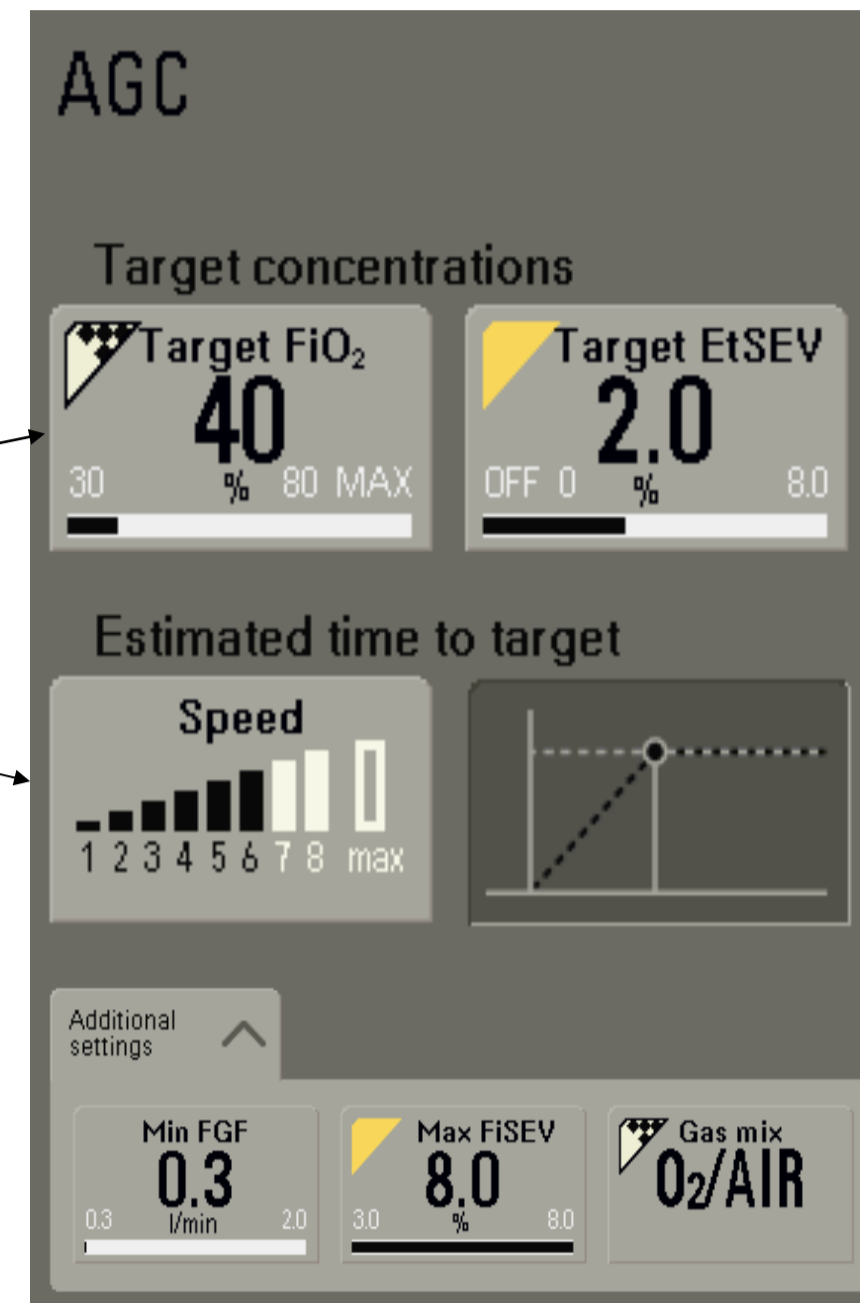 AGC
Target concentrations
Target FiO₂
40
30 % 80 MAX
Target EtSEV
2.0
OFF 0 % 8.0
Estimated time to target
Speed
1 2 3 4 5 6 7 8 max
Additional
settings
Min FGF
0.3
0.3 l/min 2.0
Max FiSEV
8.0
3.0 % 8.0
Gas mix
O₂/AIR